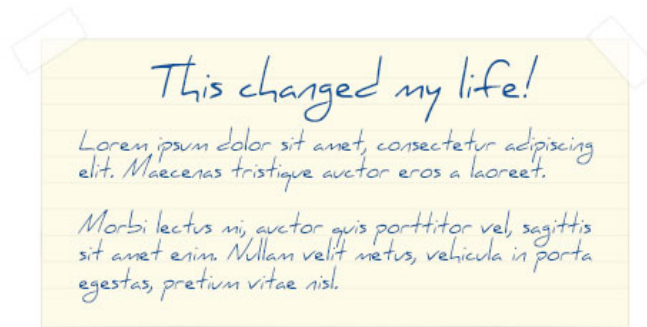 This changed my life!
Lorem ipsum dolor sit amet, consectetur adipiscing
elit. Maecenas tristique auctor eros a laoreet.
Morbi lectus mi, auctor quis porttitor vel, sagittis
sit amet enim. Nullam velit metus, vehicula in porta
egestas, pretium vitae nisl.